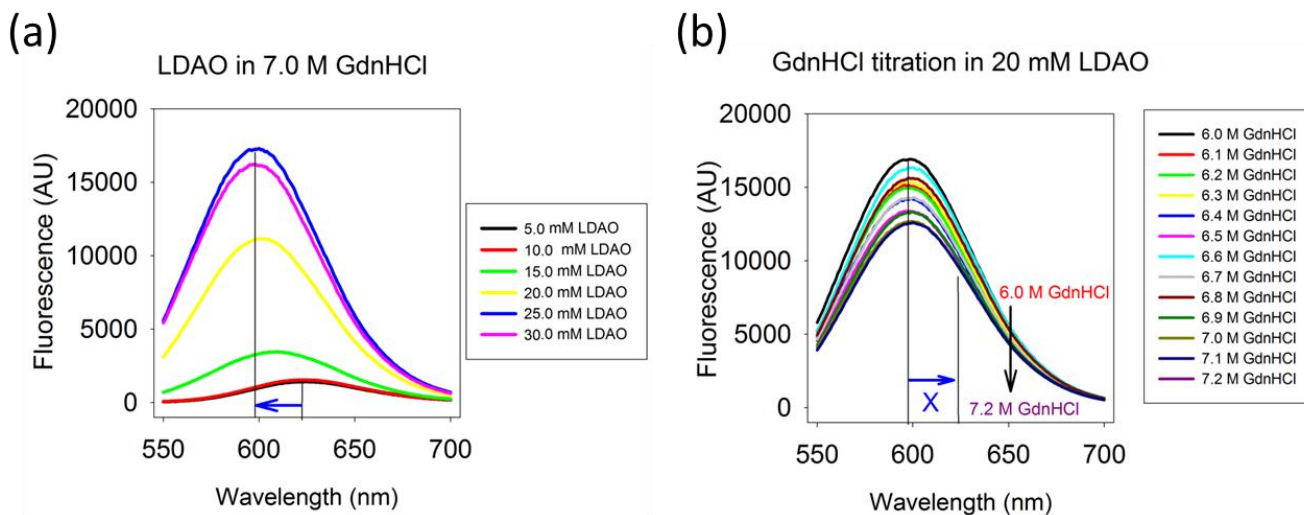 (a)
LDAO in 7.0 M GdnHCl
20000
15000
10000
5000
0
Fluorescence (AU)
550 600 650 700
Wavelength (nm)
5.0 mM LDAO
10.0 mM LDAO
15.0 mM LDAO
20.0 mM LDAO
25.0 mM LDAO
30.0 mM LDAO
(b)
GdnHCl titration in 20 mM LDAO
20000
15000
10000
5000
0
Fluorescence (AU)
6.0 M GdnHCl
X
7.2 M GdnHCl
550 600 650 700
Wavelength (nm)
6.0 M GdnHCl
6.1 M GdnHCl
6.2 M GdnHCl
6.3 M GdnHCl
6.4 M GdnHCl
6.5 M GdnHCl
6.6 M GdnHCl
6.7 M GdnHCl
6.8 M GdnHCl
6.9 M GdnHCl
7.0 M GdnHCl
7.1 M GdnHCl
7.2 M GdnHCl